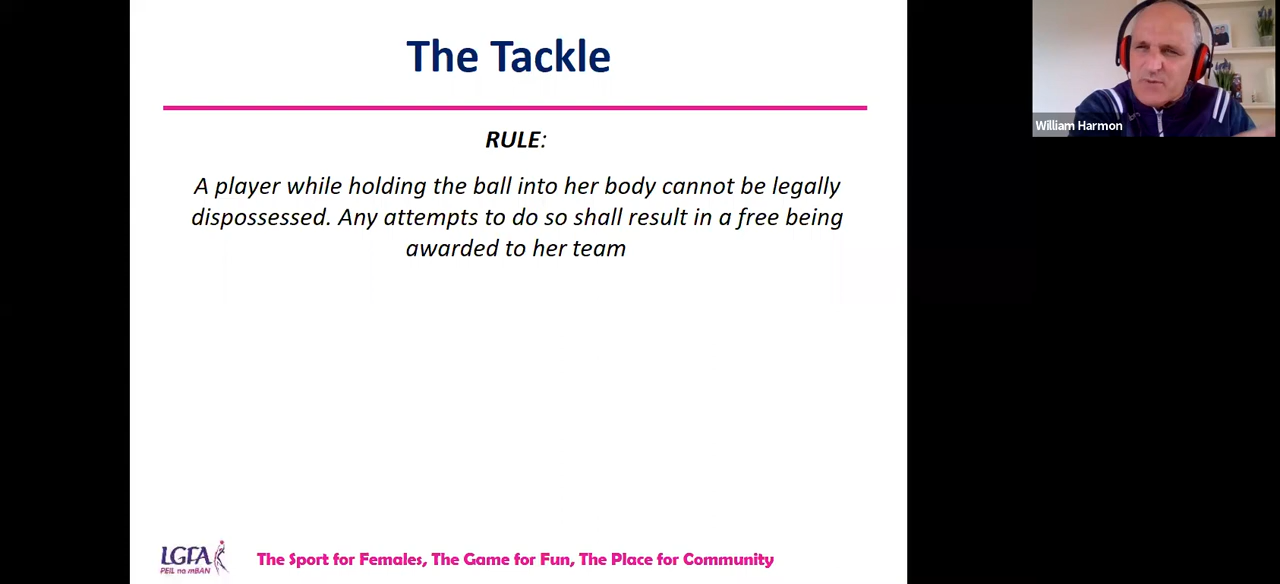 The Tackle
RULE:
A player while holding the ball into her body cannot be legally
dispossessed. Any attempts to do so shall result in a free being
awarded to her team
William Harmon
LGFA
PEIL na mBAN
The Sport for Females, The Game for Fun, The Place for Community